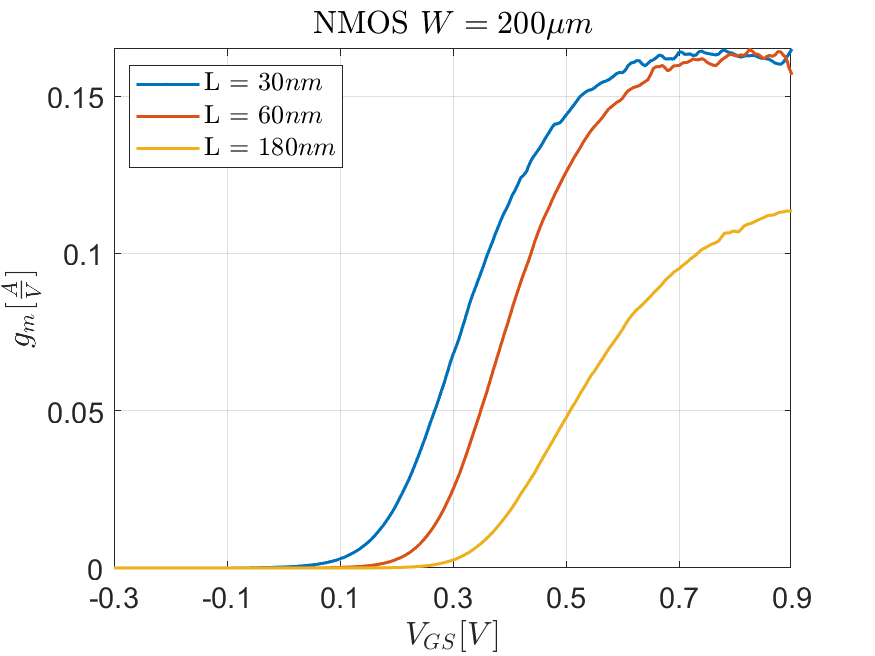 NMOS W = 200μm
L = 30nm
L = 60nm
L = 180nm
0.15
0.1
0.05
0
g_m[A/V]
-0.3 -0.1 0.1 0.3 0.5 0.7 0.9
V_GS[V]